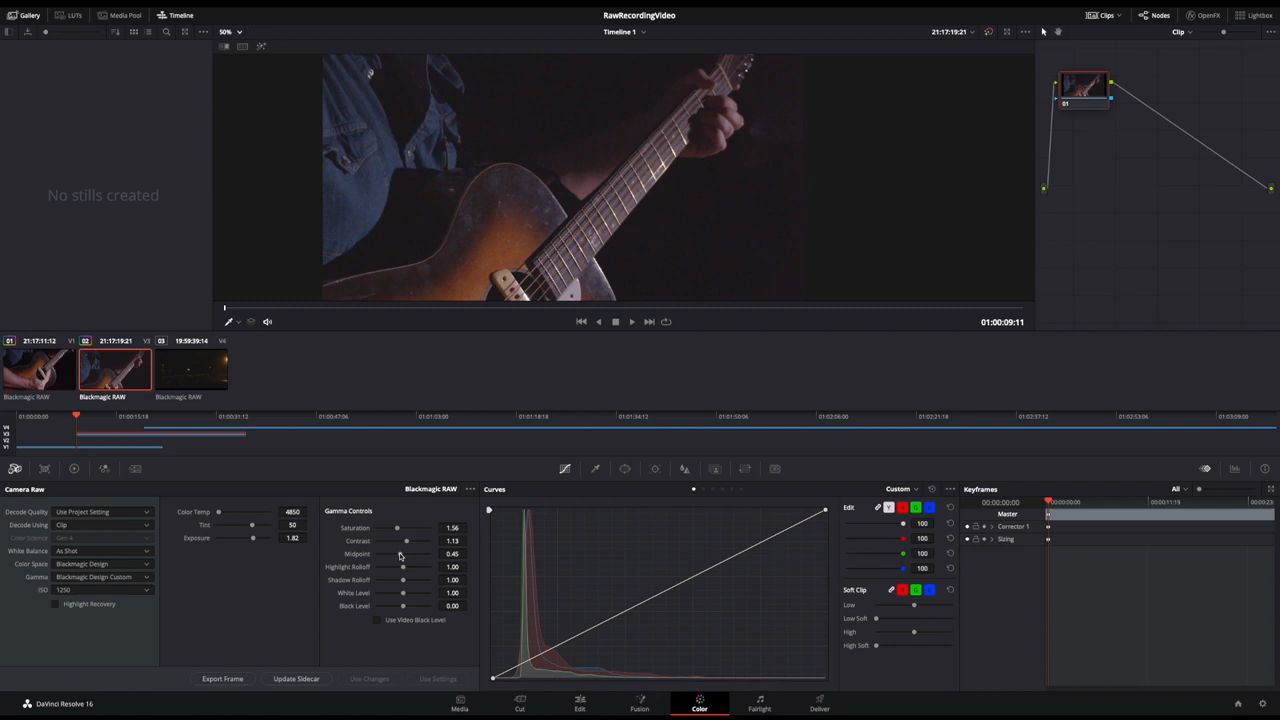 Gallery LUTs Media Pool Timeline RawRecordingVideo Clips Nodes OpenFX Lightbox
50% Timeline 1 21:17:19:21 Clip
No stills created
01
01:00:09:11
01 21:17:11:12 V1 02 21:17:19:21 V3 03 19:59:39:14 V4
Blackmagic RAW Blackmagic RAW Blackmagic RAW
01:00:00:00 01:00:15:18 01:00:31:12 01:00:47:06 01:01:03:00 01:01:18:18 01:01:34:12 01:01:50:06 01:02:06:00 01:02:21:18 01:02:37:12 01:02:53:06 01:03:09:00
V4
V3
V2
V1
Camera Raw Blackmagic RAW Curves Custom Keyframes All
Decode Quality Use Project Setting Color Temp 4850 Gamma Controls Edit Y R G B 00:00:00:00 00:00:00:00 00:00:11:19
Decode Using Clip Tint 50 Saturation 1.56 100 Master
Color Science Gen 4 Exposure 1.82 Contrast 1.13 100 Corrector 1
White Balance As Shot Midpoint 0.45 100 Sizing
Color Space Blackmagic Design Highlight Rolloff 1.00 100
Gamma Blackmagic Design Custom Shadow Rolloff 1.00 Soft Clip R G B
ISO 1250 White Level 1.00 Low
Highlight Recovery Black Level 0.00 Low Soft
Use Video Black Level High
High Soft
Export Frame Update Sidecar Use Changes Use Settings
DaVinci Resolve 16 Media Cut Edit Fusion Color Fairlight Deliver